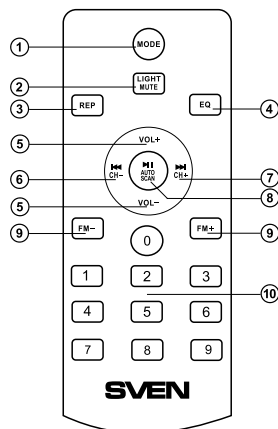 1
MODE
2
LIGHT
MUTE
3
REP
EQ
4
5
VOL+
6
⏮
CH–
⏯
AUTO
SCAN
⏭
CH+
7
8
5
VOL–
9
FM–
FM+
9
0
1 2 3
10
4 5 6
7 8 9
SVEN